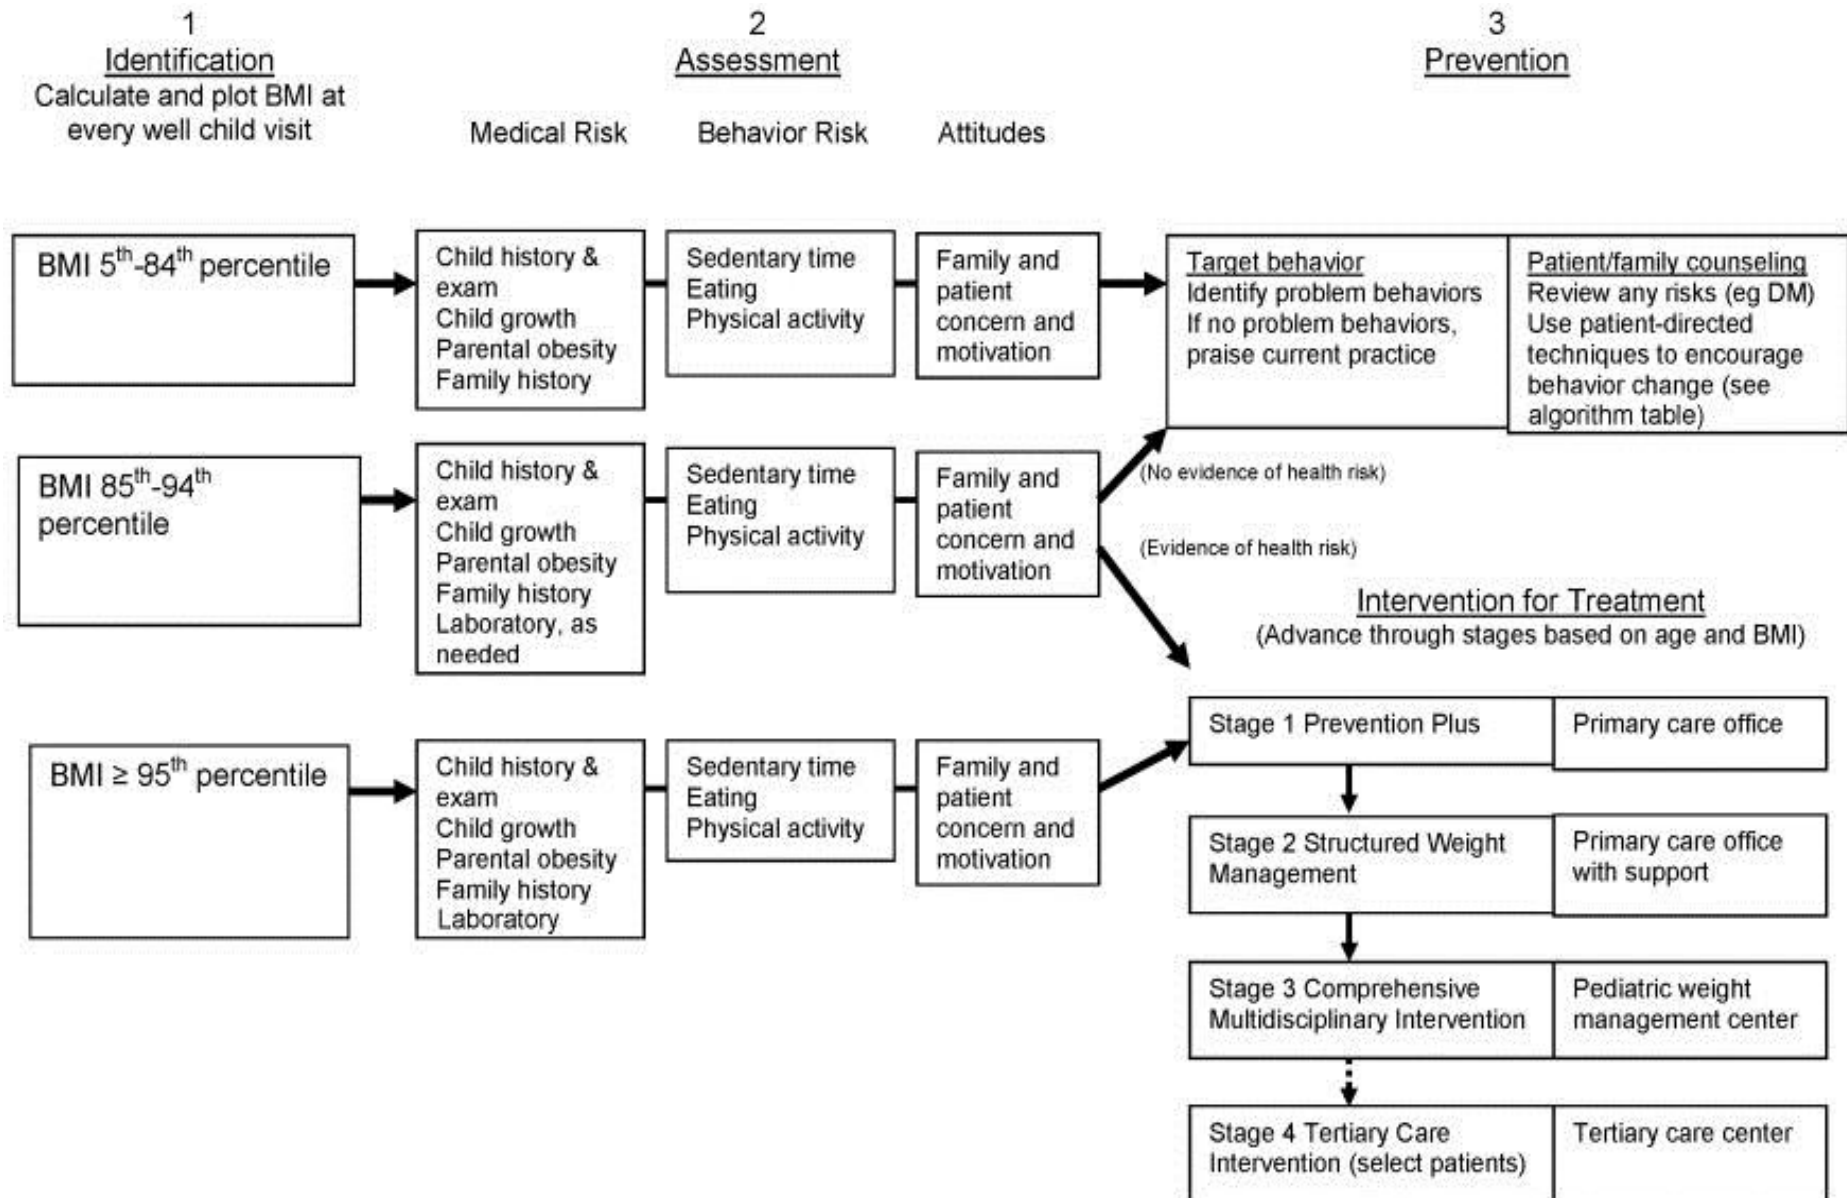 1
Identification
Calculate and plot BMI at
every well child visit
2
Assessment
Medical Risk
Behavior Risk
Attitudes
3
Prevention
BMI 5th-84th percentile
Child history &
exam
Child growth
Parental obesity
Family history
Sedentary time
Eating
Physical activity
Family and
patient
concern and
motivation
Target behavior
Identify problem behaviors
If no problem behaviors,
praise current practice
Patient/family counseling
Review any risks (eg DM)
Use patient-directed
techniques to encourage
behavior change (see
algorithm table)
BMI 85th-94th
percentile
Child history &
exam
Child growth
Parental obesity
Family history
Laboratory, as
needed
Sedentary time
Eating
Physical activity
Family and
patient
concern and
motivation
(No evidence of health risk)
(Evidence of health risk)
Intervention for Treatment
(Advance through stages based on age and BMI)
BMI ≥ 95th percentile
Child history &
exam
Child growth
Parental obesity
Family history
Laboratory
Sedentary time
Eating
Physical activity
Family and
patient
concern and
motivation
Stage 1 Prevention Plus
Primary care office
Stage 2 Structured Weight
Management
Primary care office
with support
Stage 3 Comprehensive
Multidisciplinary Intervention
Pediatric weight
management center
Stage 4 Tertiary Care
Intervention (select patients)
Tertiary care center